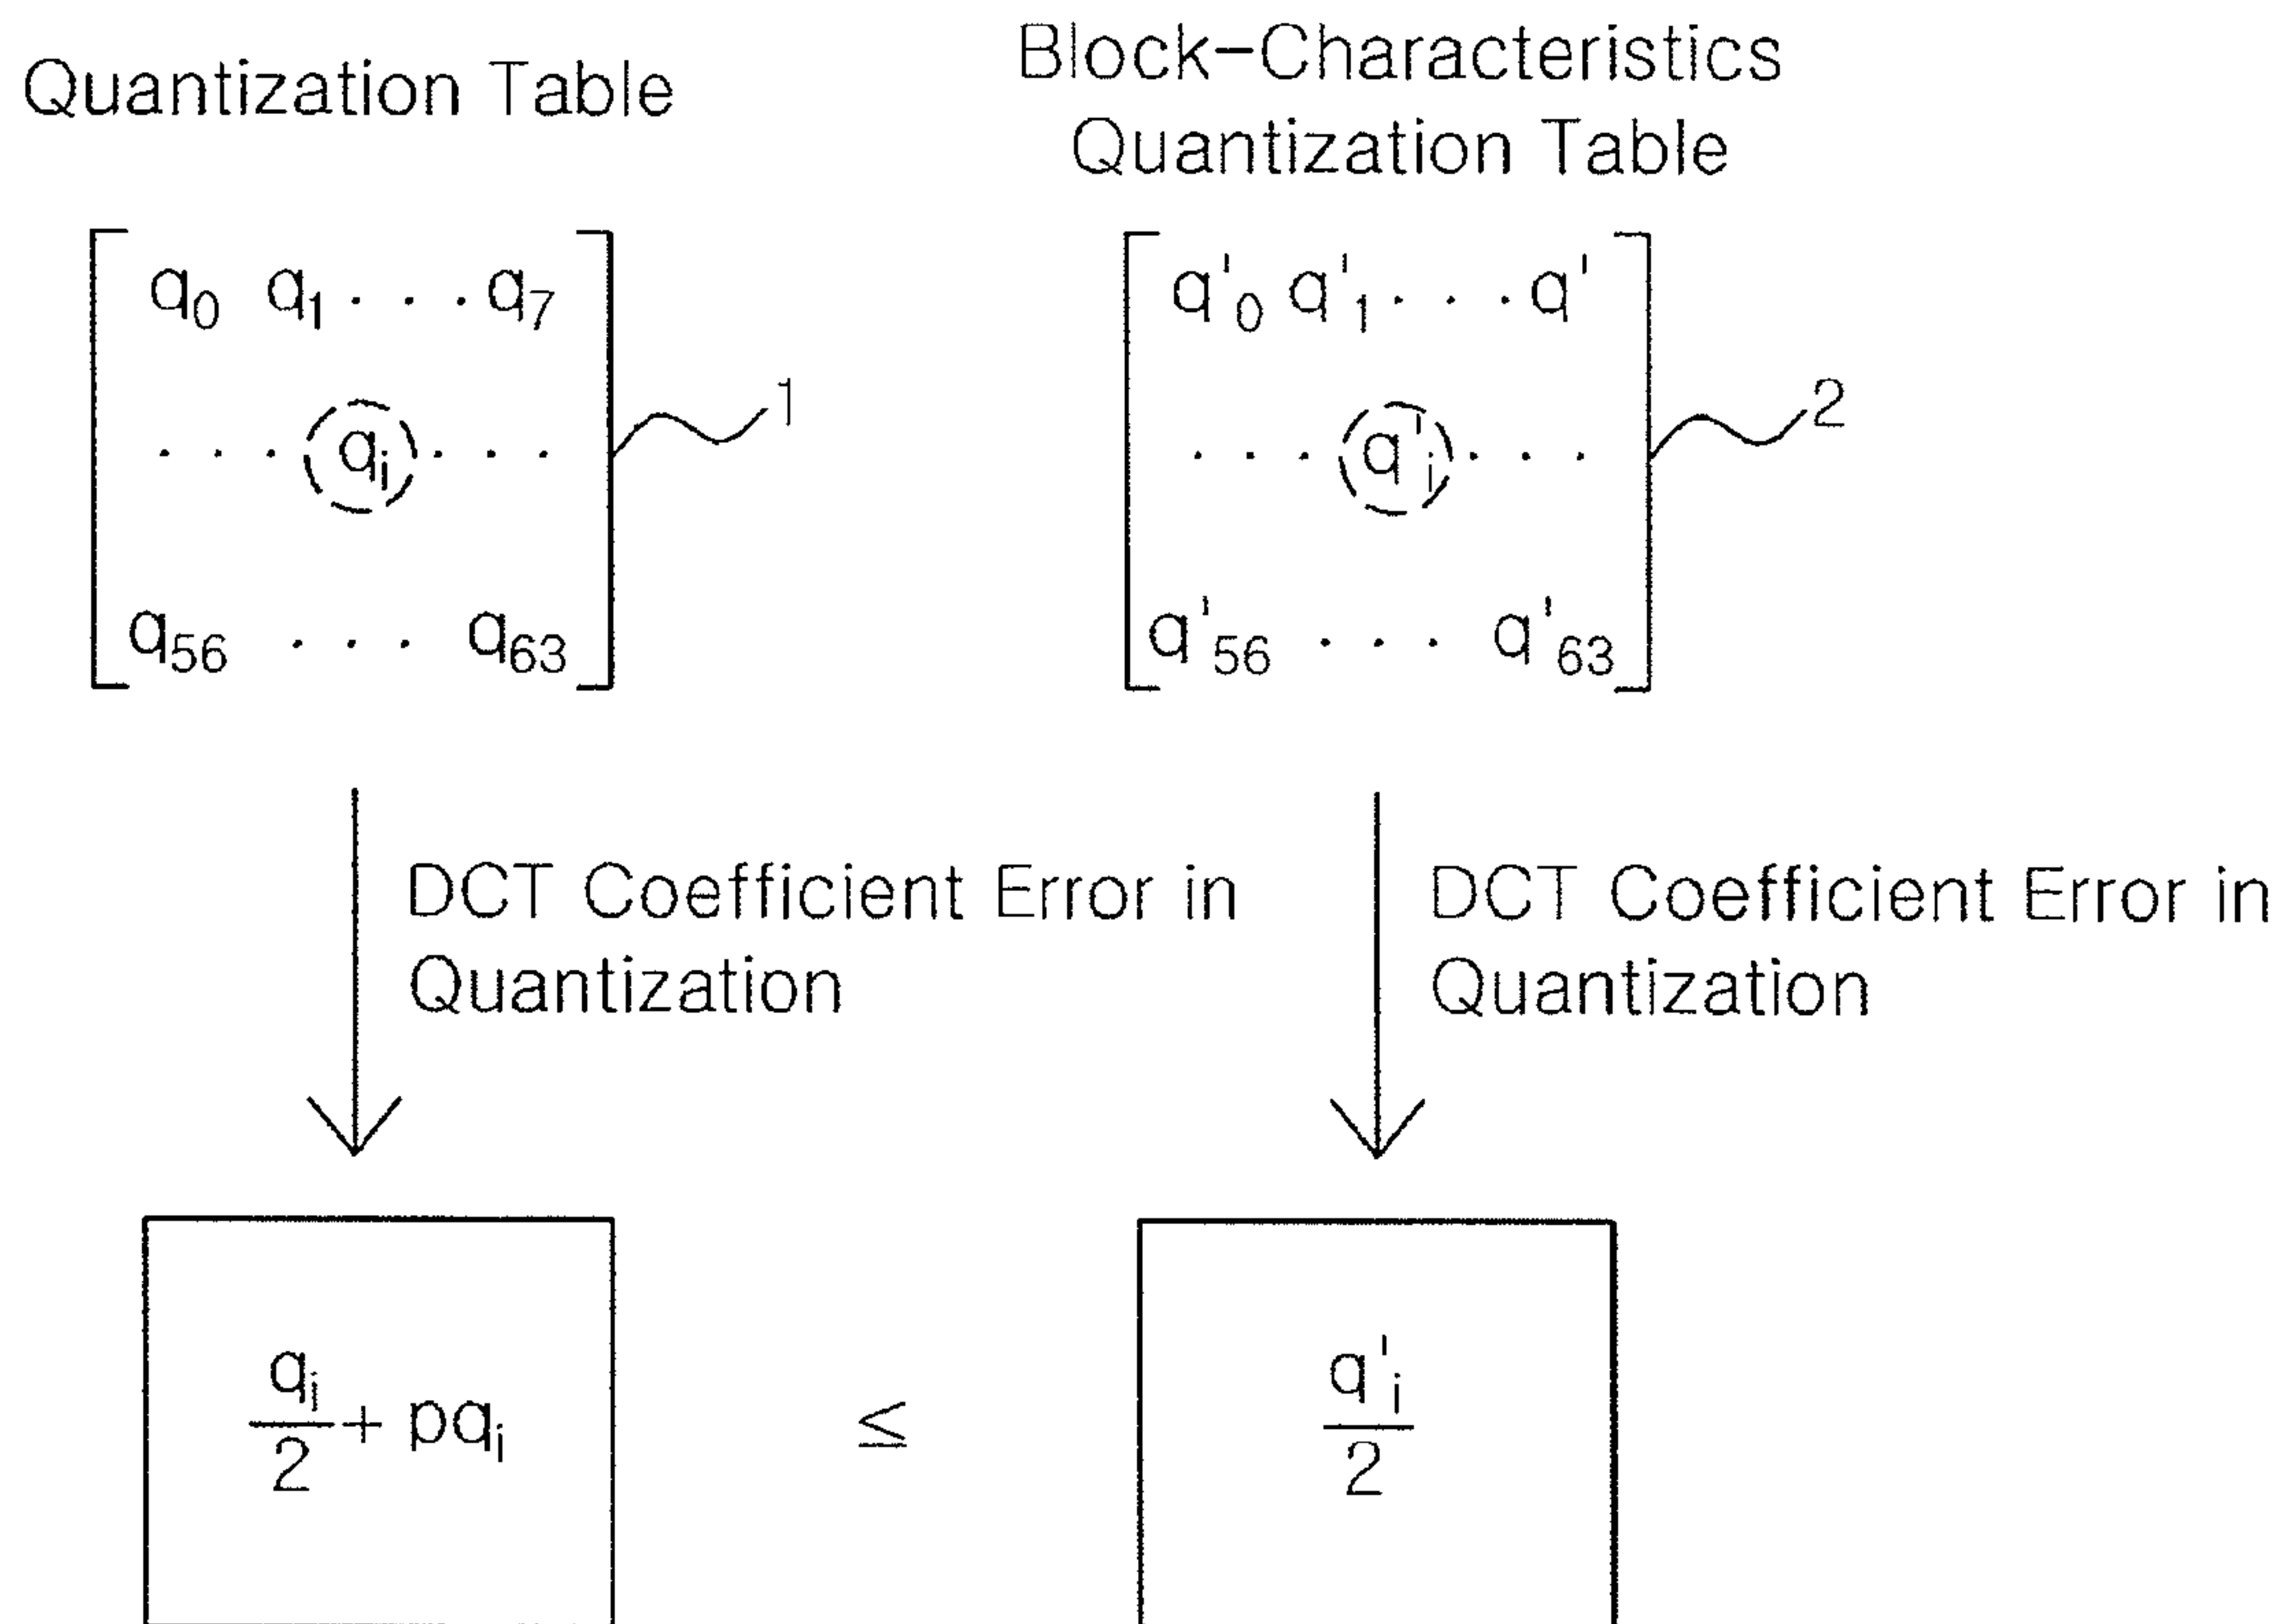 Quantization Table
q₀ q₁ . . . q₇
. . . qᵢ . . .
q₅₆ . . . q₆₃
1
Block-Characteristics
Quantization Table
q'₀ q'₁ . . . q'
. . . q'ᵢ . . .
q'₅₆ . . . q'₆₃
2
DCT Coefficient Error in
Quantization
DCT Coefficient Error in
Quantization
qᵢ/2 + pqᵢ
≤
q'ᵢ/2